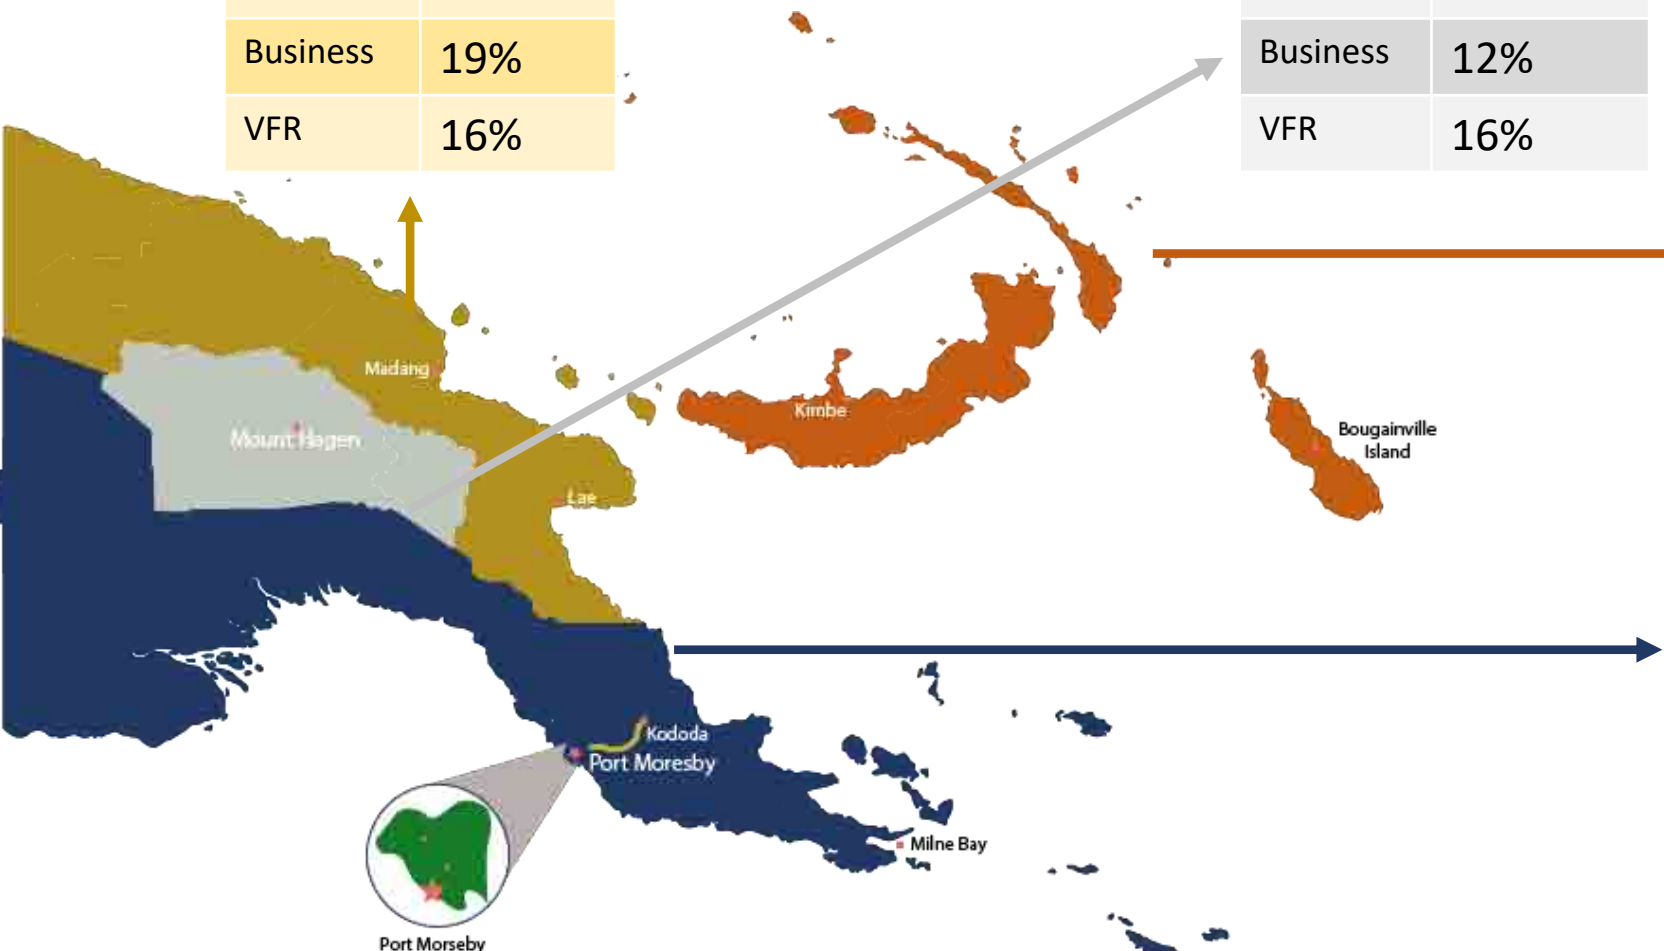 Business 19%
VFR 16%
Business 12%
VFR 16%
Madang
Mount Hagen
Kimbe
Bougainville
Island
Lae
Kododa
Port Moresby
Milne Bay
Port Morseby